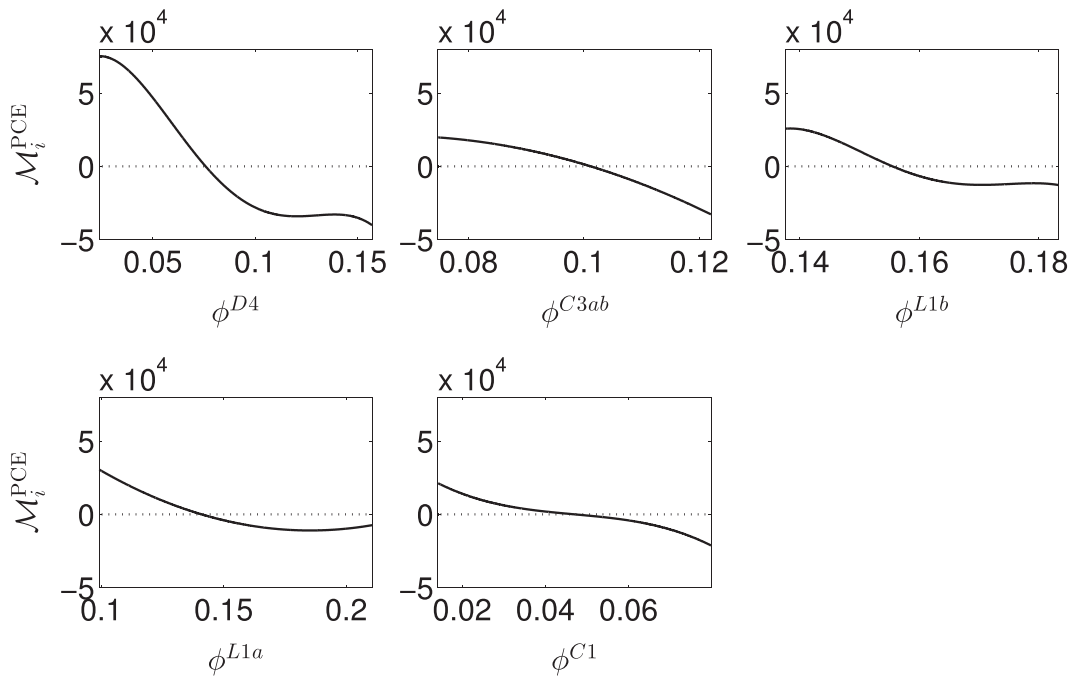 x 10^4 x 10^4 x 10^4
M_i^PCE
5 5 5
0 0 0
−5 −5 −5
0.05 0.1 0.15 0.08 0.1 0.12 0.14 0.16 0.18
ϕ^D4 ϕ^C3ab ϕ^L1b
x 10^4 x 10^4
M_i^PCE
5 5
0 0
−5 −5
0.1 0.15 0.2 0.02 0.04 0.06
ϕ^L1a ϕ^C1